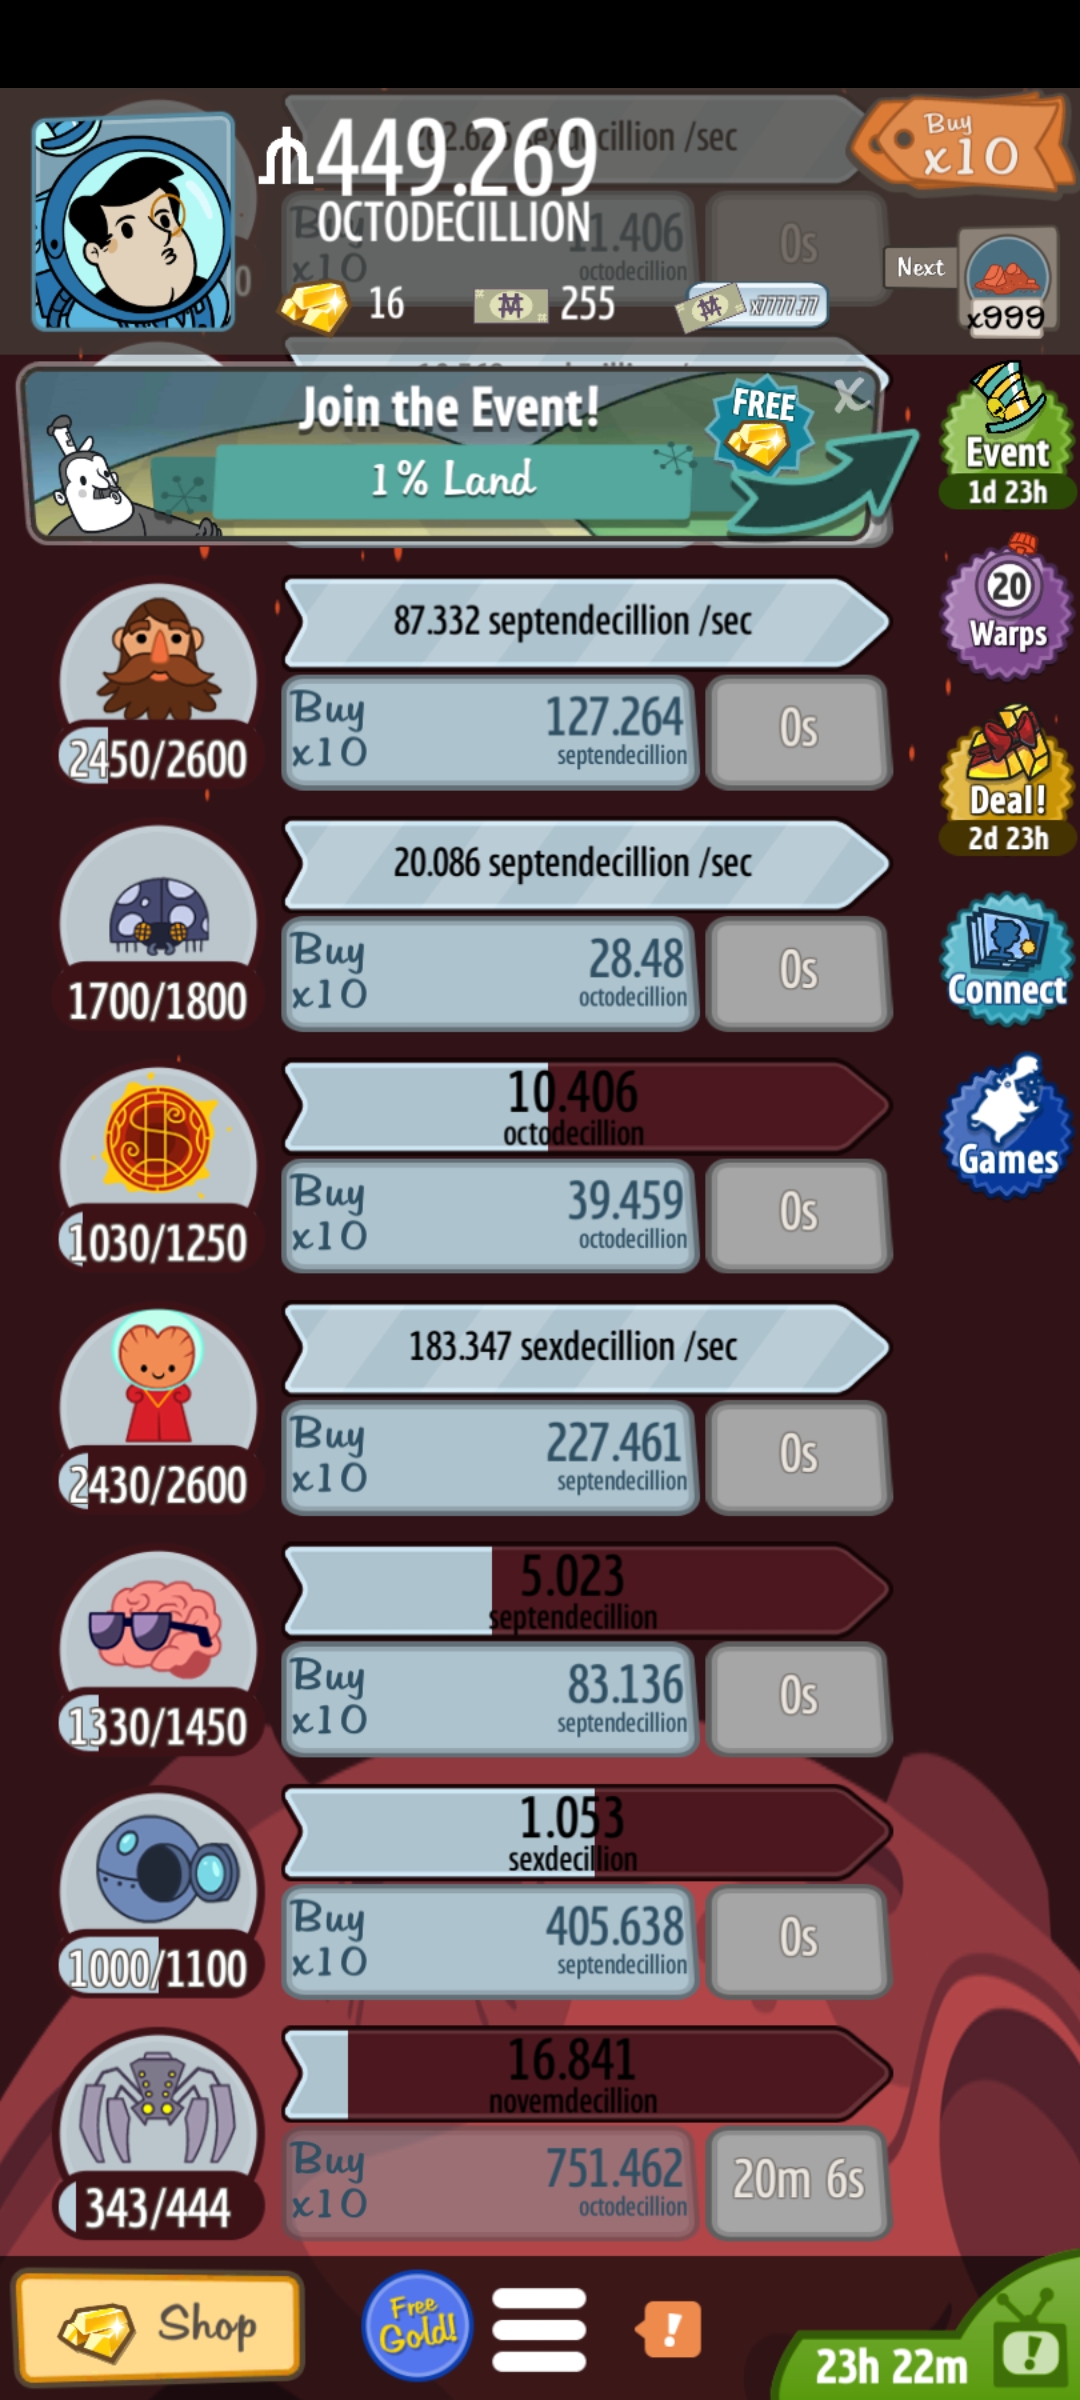 449.269
OCTODECILLION
Buy
x10
/sec
16
255
x7777.77
Buy
x10
11.406
octodecillion
0s
Next
x999
Join the Event!
FREE
X
1% Land
Event
1d 23h
87.332 septendecillion /sec
Buy
x10
127.264
septendecillion
0s
2450/2600
20
Warps
Deal!
2d 23h
20.086 septendecillion /sec
Buy
x10
28.48
octodecillion
0s
1700/1800
Connect
10.406
octodecillion
Buy
x10
39.459
octodecillion
0s
1030/1250
Games
183.347 sexdecillion /sec
Buy
x10
227.461
septendecillion
0s
2430/2600
5.023
septendecillion
Buy
x10
83.136
septendecillion
0s
1330/1450
1.053
sexdecillion
Buy
x10
405.638
septendecillion
0s
1000/1100
16.841
novemdecillion
Buy
x10
751.462
octodecillion
20m 6s
343/444
Shop
Free
Gold!
!
23h 22m
!